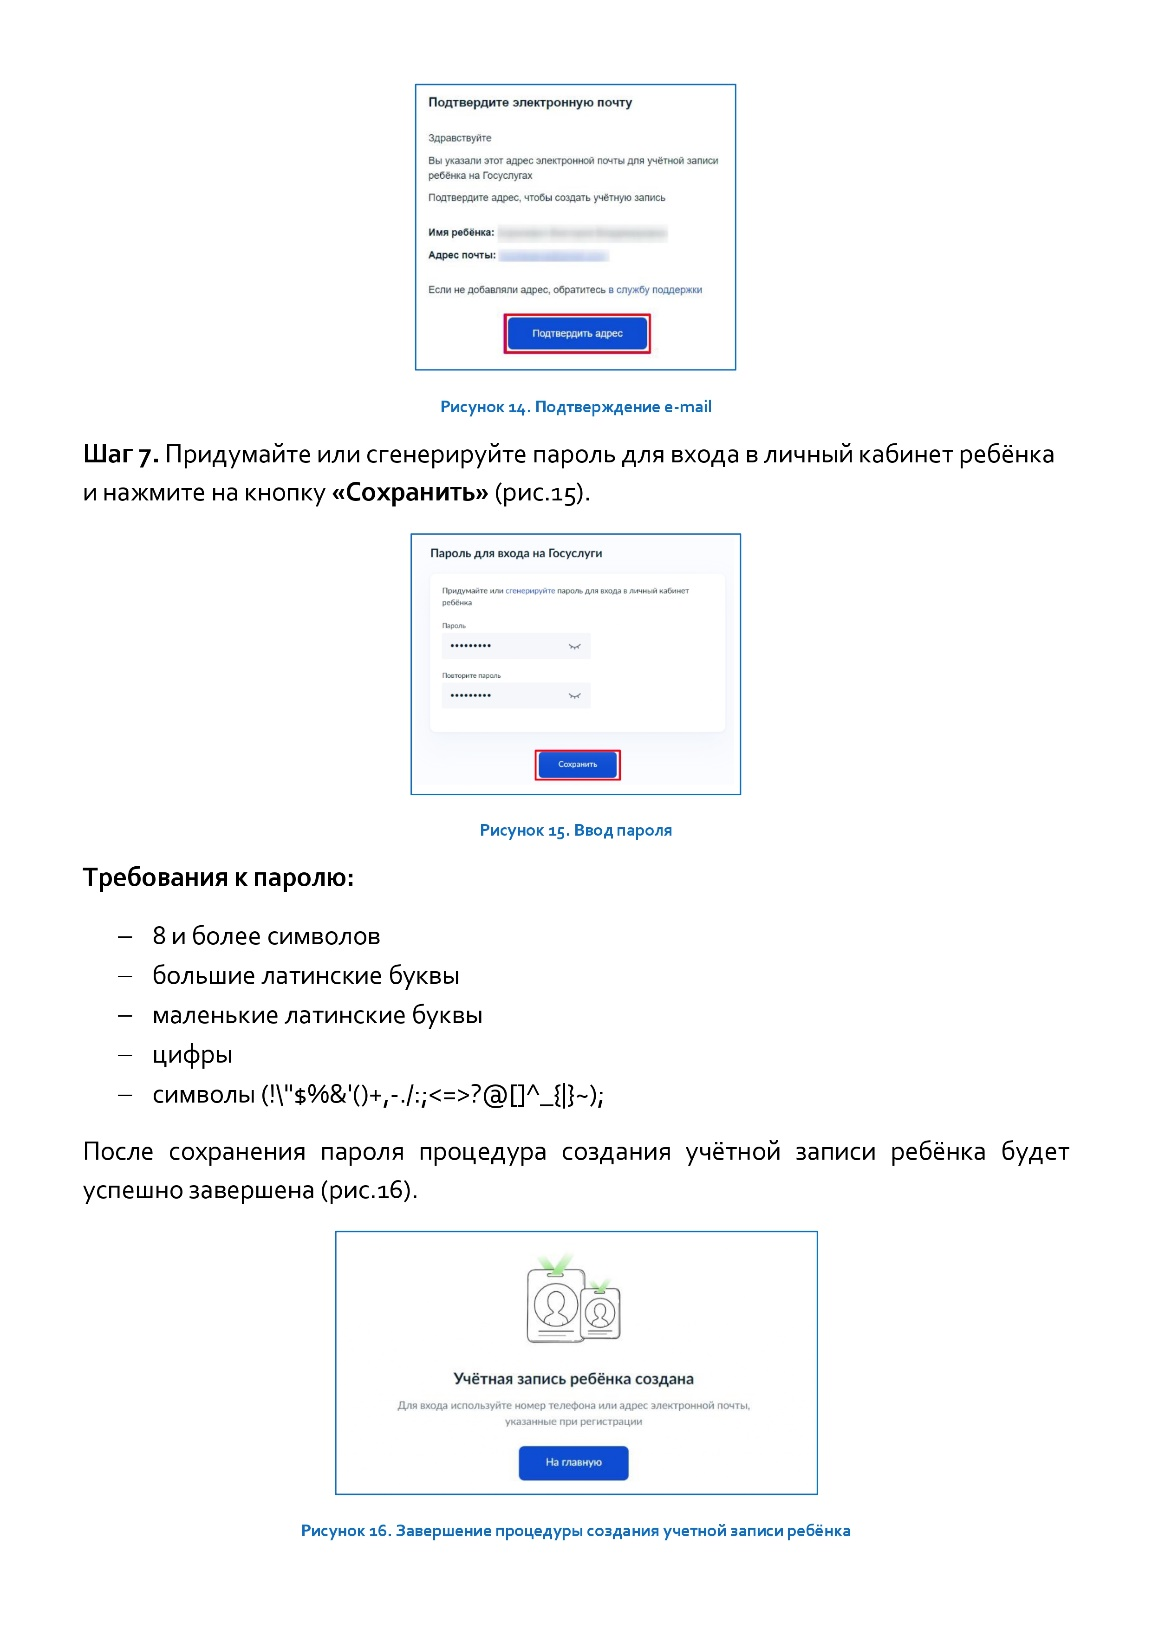 Подтвердите электронную почту
Здравствуйте
Вы указали этот адрес электронной почты для учётной записи
ребёнка на Госуслугах
Подтвердите адрес, чтобы создать учётную запись
Имя ребёнка:
Адрес почты:
Если не добавляли адрес, обратитесь в службу поддержки
Подтвердить адрес
Рисунок 14. Подтверждение e-mail
Шаг 7. Придумайте или сгенерируйте пароль для входа в личный кабинет ребёнка
и нажмите на кнопку «Сохранить» (рис.15).
Пароль для входа на Госуслуги
Придумайте или сгенерируйте пароль для входа в личный кабинет
ребёнка
Пароль
•••••••••
Повторите пароль
•••••••••
Сохранить
Рисунок 15. Ввод пароля
Требования к паролю:
– 8 и более символов
– большие латинские буквы
– маленькие латинские буквы
– цифры
– символы (!\"$%&'()+,-./:;<=>?@[]^_{|}~);
После сохранения пароля процедура создания учётной записи ребёнка будет
успешно завершена (рис.16).
Учётная запись ребёнка создана
Для входа используйте номер телефона или адрес электронной почты,
указанные при регистрации
На главную
Рисунок 16. Завершение процедуры создания учетной записи ребёнка